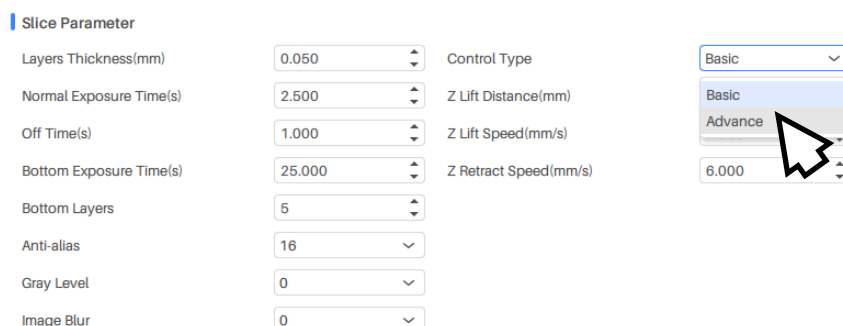 Slice Parameter
Layers Thickness(mm) 0.050 Control Type Basic
Normal Exposure Time(s) 2.500 Z Lift Distance(mm) Basic
Advance
Off Time(s) 1.000 Z Lift Speed(mm/s)
Bottom Exposure Time(s) 25.000 Z Retract Speed(mm/s) 6.000
Bottom Layers 5
Anti-alias 16
Gray Level 0
Image Blur 0